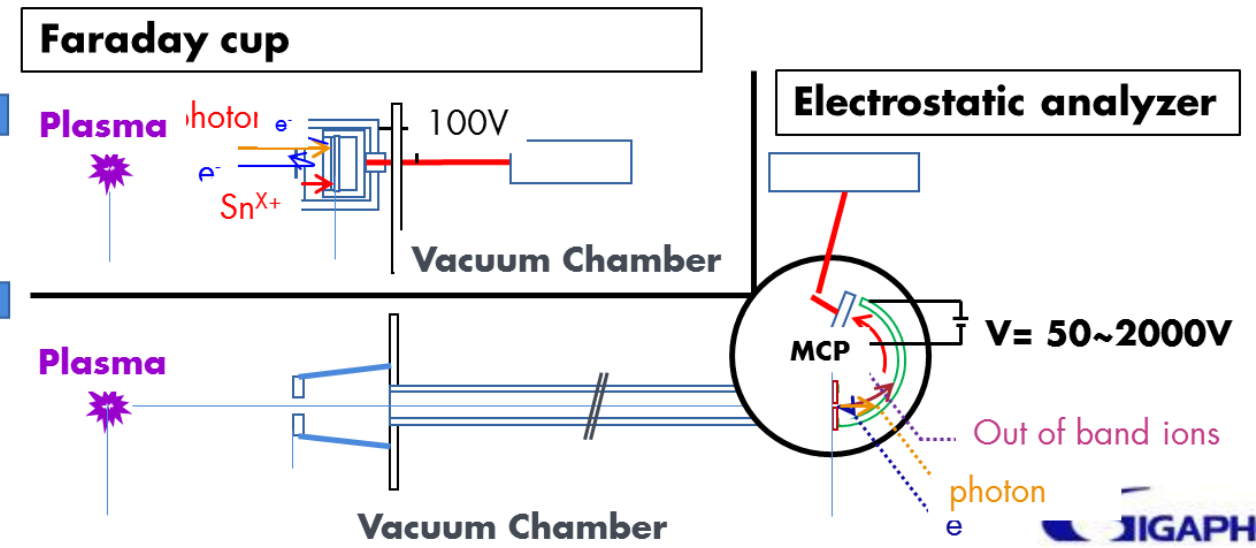 Faraday cup
Electrostatic analyzer
Plasma
e-
100V
e-
Snˣ⁺
Vacuum Chamber
Plasma
MCP
V= 50~2000V
Out of band ions
photon
e
Vacuum Chamber